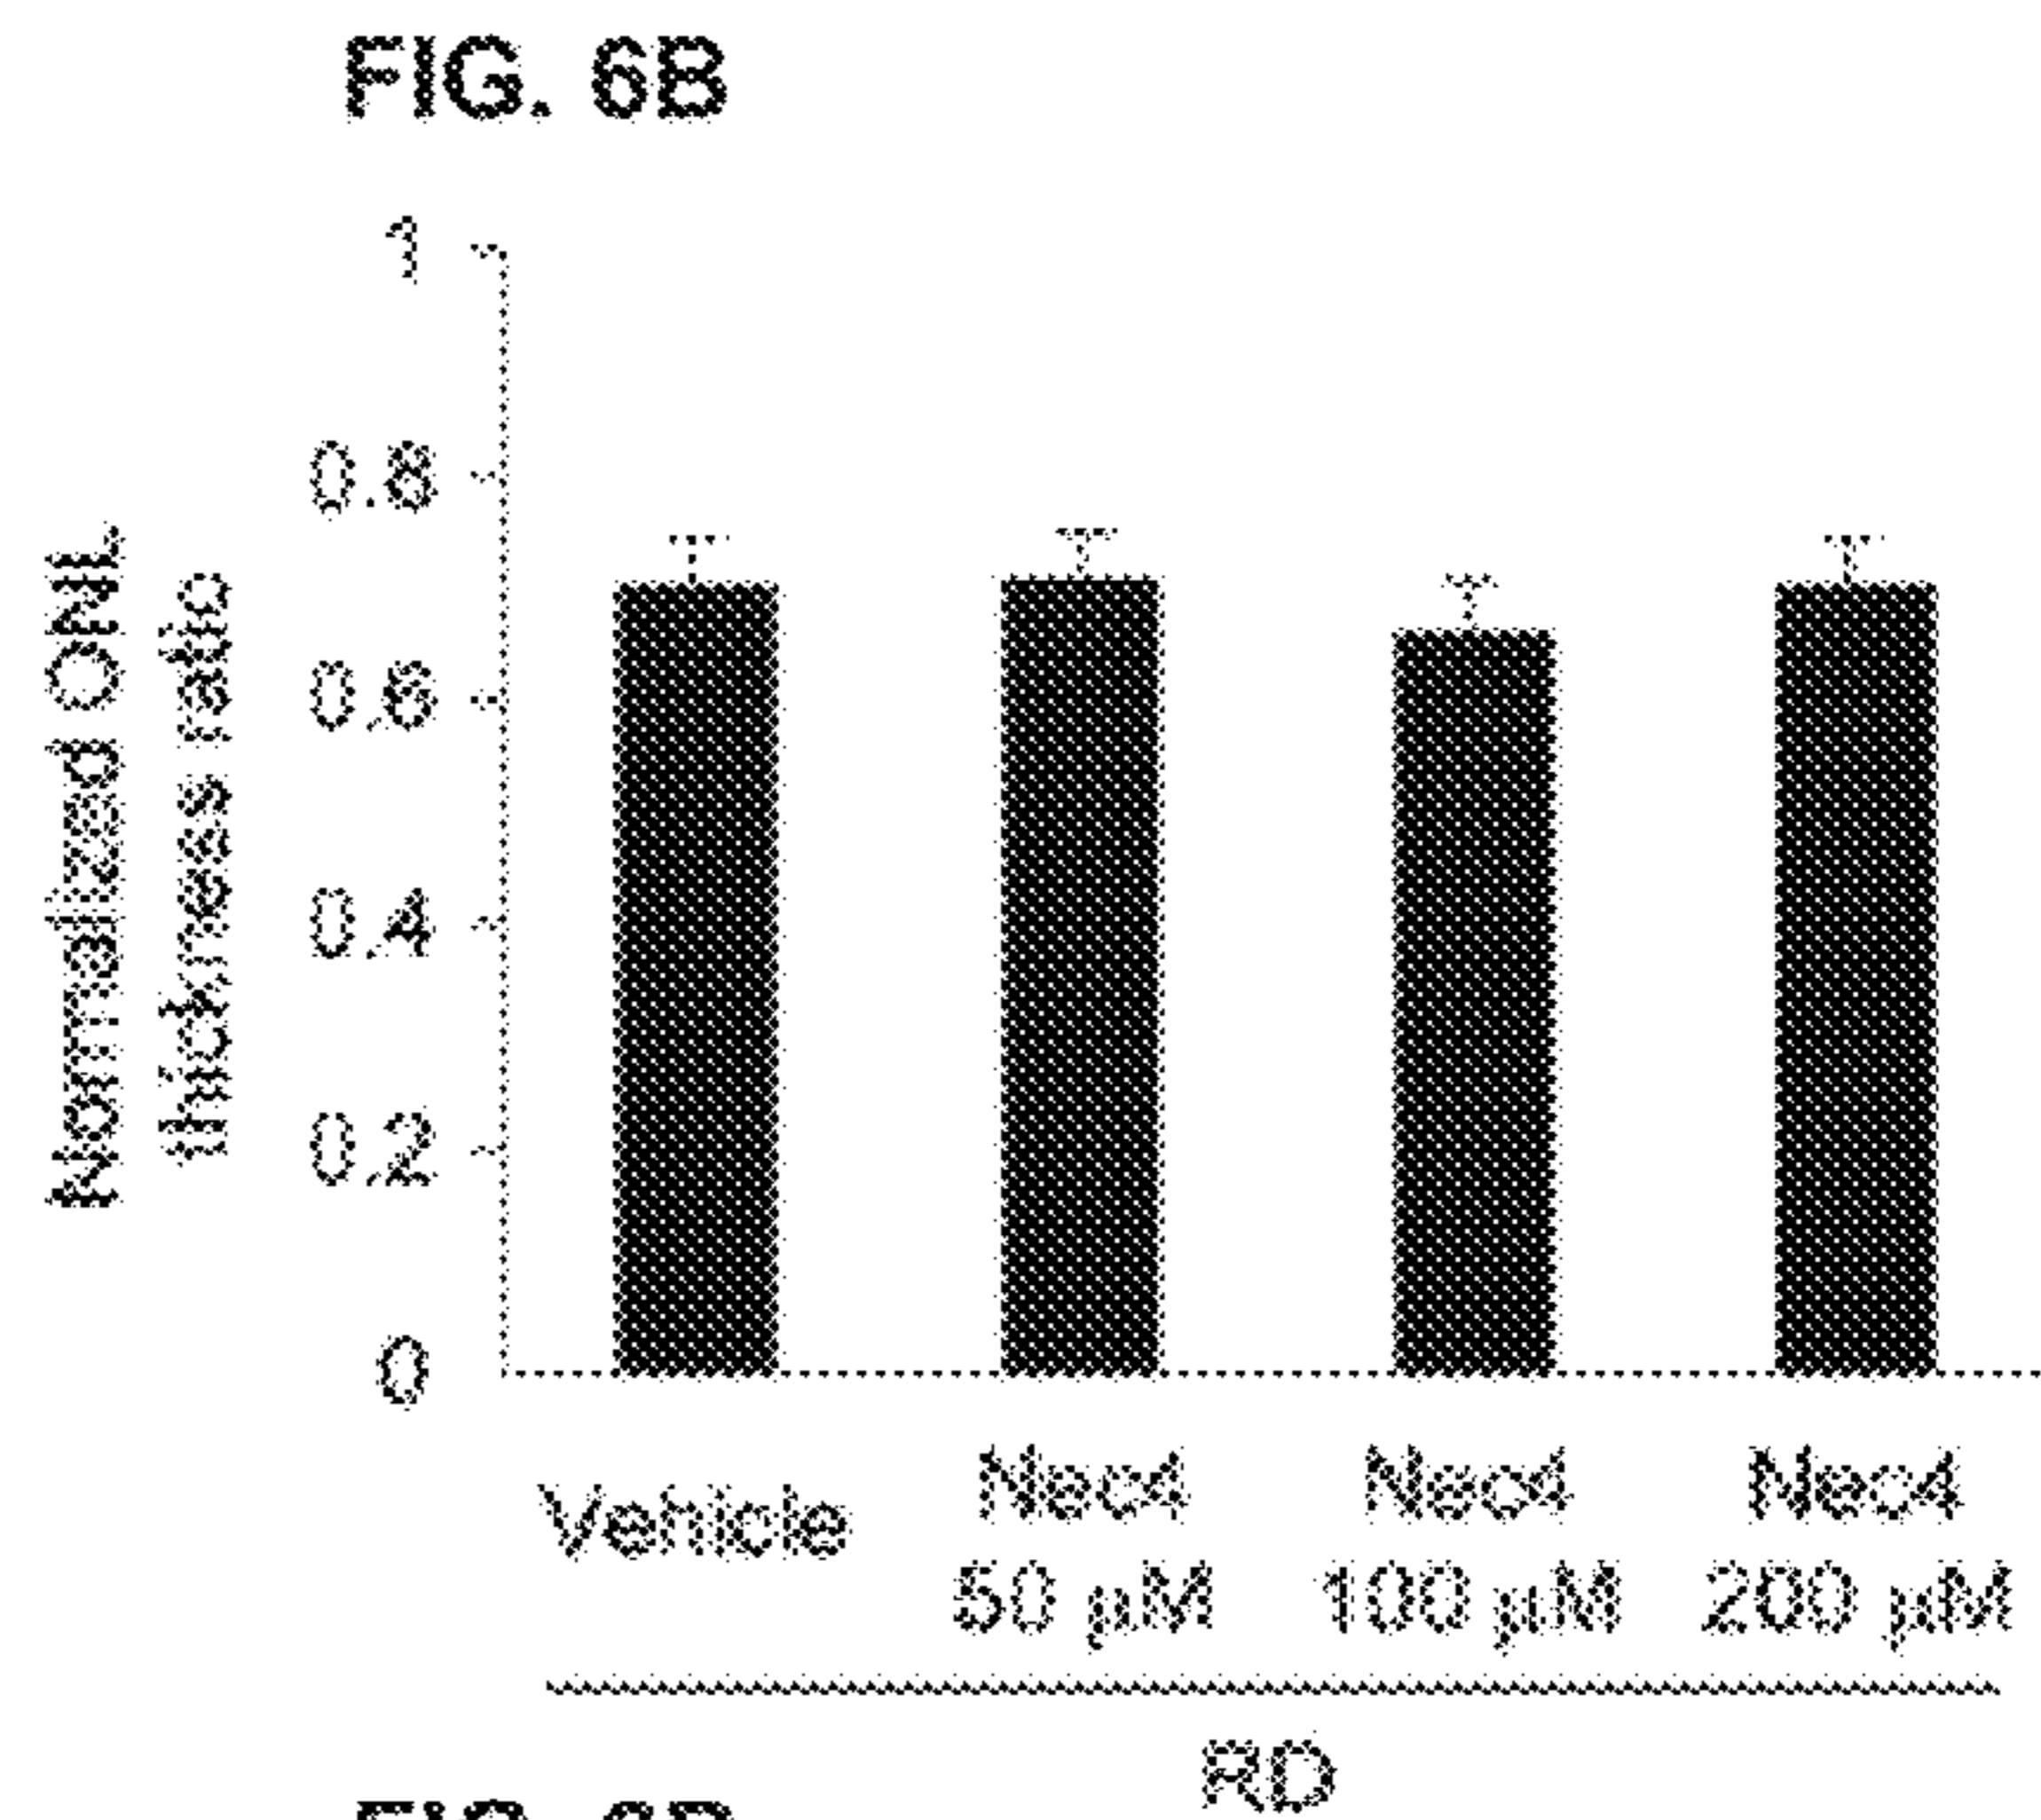 FIG. 6B
Normalized ONL
thickness ratio
1
0.8
0.6
0.4
0.2
0
Vehicle
Nec4
50 µM
Nec4
100 µM
Nec4
200 µM
RD